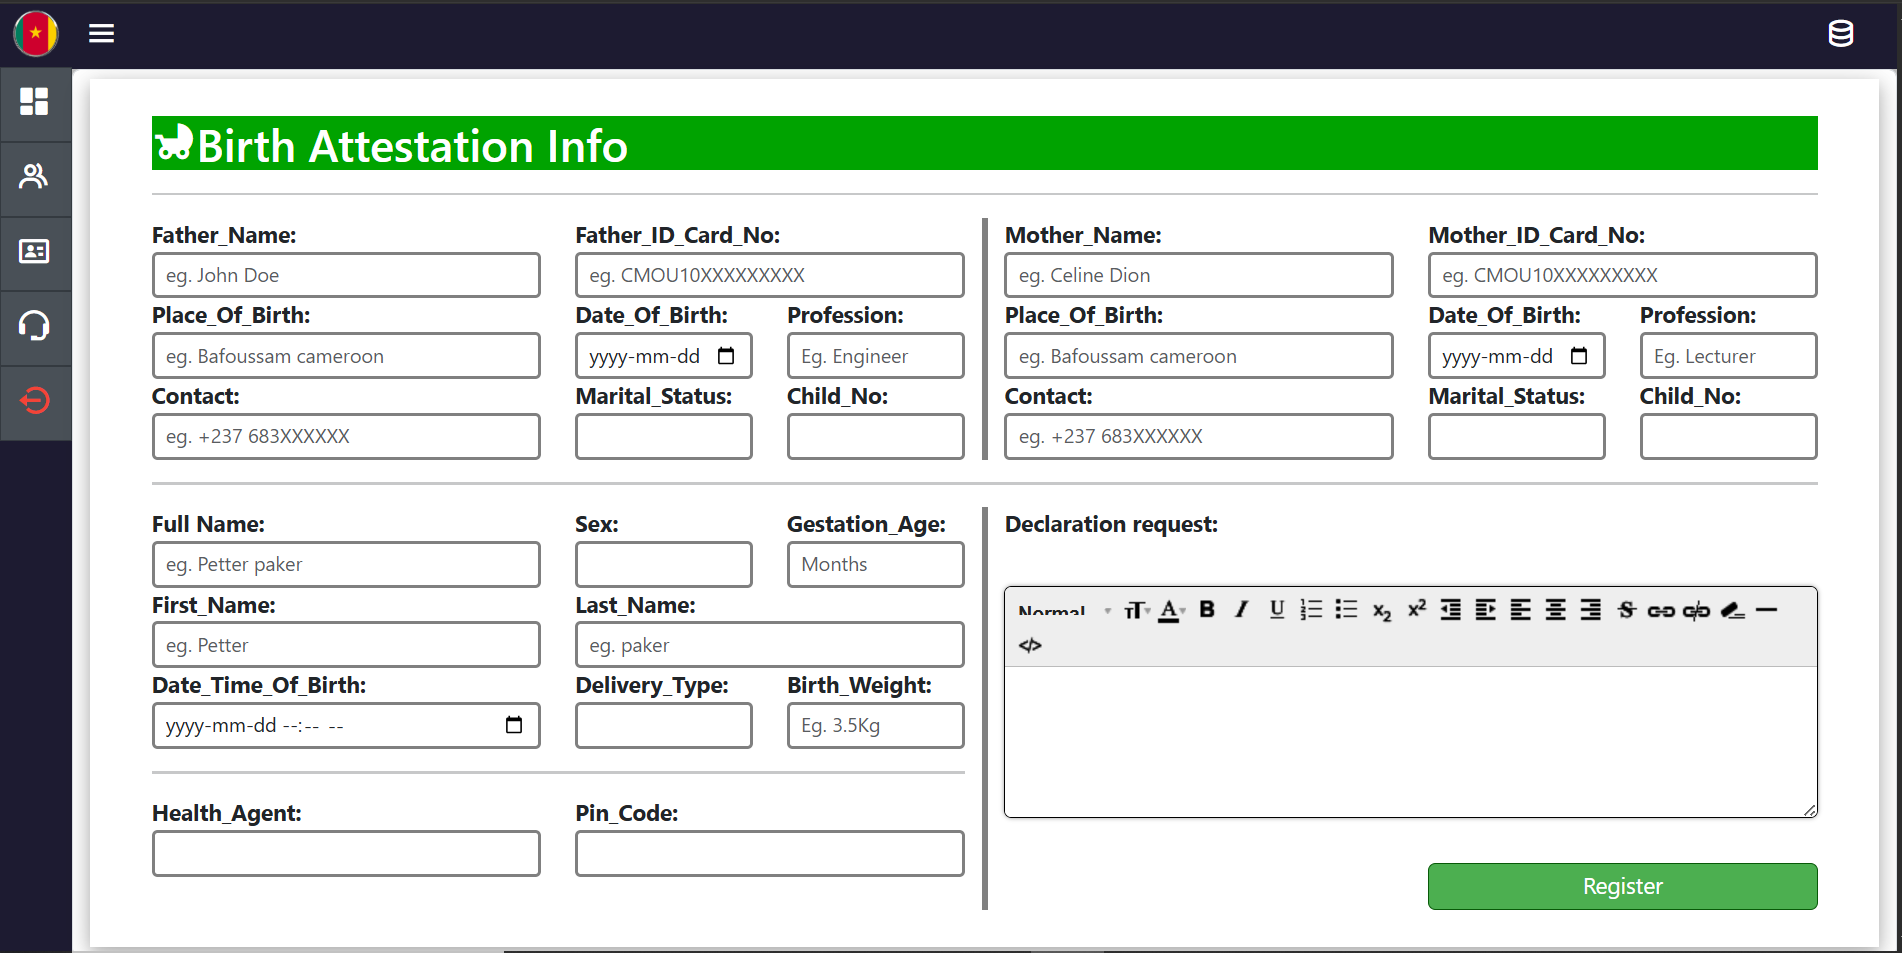 Birth Attestation Info
Father_Name: Father_ID_Card_No: Mother_Name: Mother_ID_Card_No:
eg. John Doe eg. CMOU10XXXXXXXXX eg. Celine Dion eg. CMOU10XXXXXXXXX
Place_Of_Birth: Date_Of_Birth: Profession: Place_Of_Birth: Date_Of_Birth: Profession:
eg. Bafoussam cameroon yyyy-mm-dd Eg. Engineer eg. Bafoussam cameroon yyyy-mm-dd Eg. Lecturer
Contact: Marital_Status: Child_No: Contact: Marital_Status: Child_No:
eg. +237 683XXXXXX eg. +237 683XXXXXX
Full Name: Sex: Gestation_Age:
eg. Petter paker Months
First_Name: Last_Name:
eg. Petter eg. paker
Date_Time_Of_Birth: Delivery_Type: Birth_Weight:
yyyy-mm-dd --:-- -- Eg. 3.5Kg
Health_Agent: Pin_Code:
Declaration request:
Normal
Register